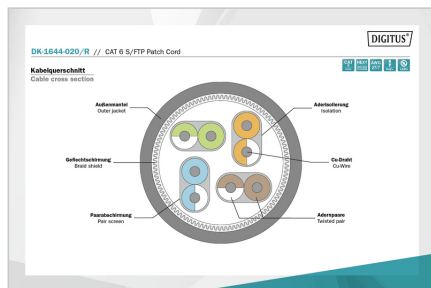 DIGITUS®
DK-1644-020/R // CAT 6 S/FTP Patch Cord
Kabelquerschnitt
Cable cross section
Außenmantel
Outer jacket
Aderisolierung
Isolation
Geflechtschirmung
Braid shield
Cu-Draht
Cu-Wire
Paarabschirmung
Pair screen
Adernpaare
Twisted pair